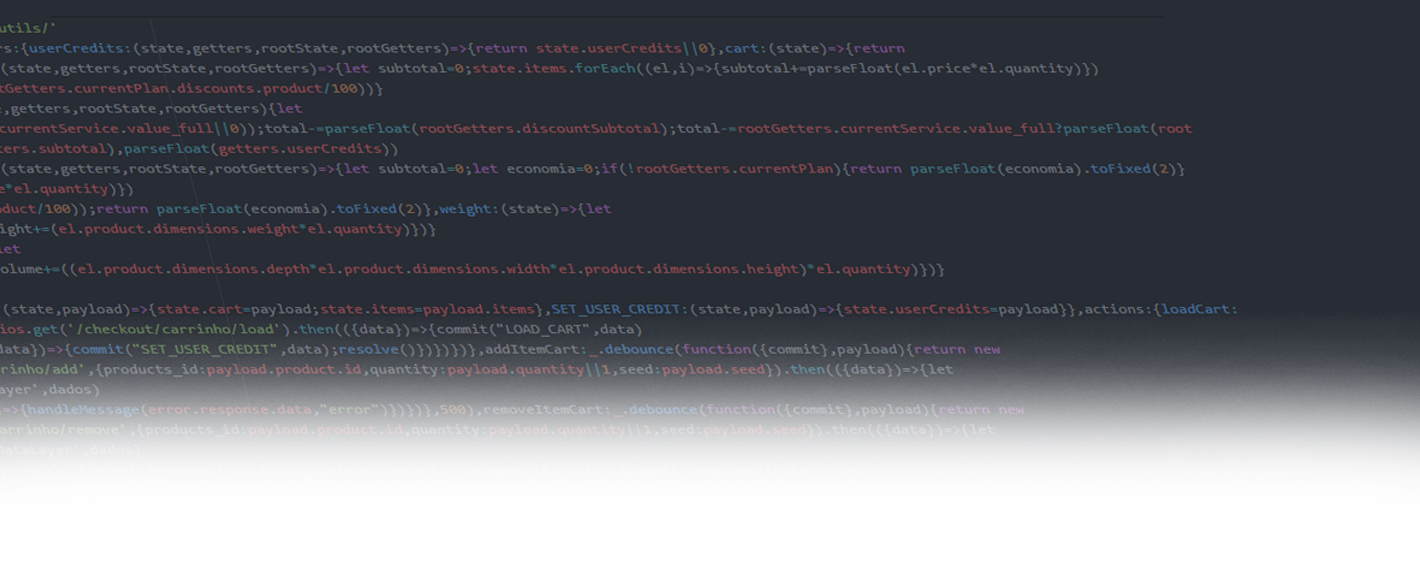 utils/'
rs:{userCredits:(state,getters,rootState,rootGetters)=>{return state.userCredits||0},cart:(state)=>{return
(state,getters,rootState,rootGetters)=>{let subtotal=0;state.items.forEach((el,i)=>{subtotal+=parseFloat(el.price*el.quantity)})
tGetters.currentPlan.discounts.product/100))}
,getters,rootState,rootGetters){let
currentService.value_full||0));total-=parseFloat(rootGetters.discountSubtotal);total-=rootGetters.currentService.value_full?parseFloat(root
ters.subtotal),parseFloat(getters.userCredits))
(state,getters,rootState,rootGetters)=>{let subtotal=0;let economia=0;if(!rootGetters.currentPlan){return parseFloat(economia).toFixed(2)}
e*el.quantity)})
duct/100));return parseFloat(economia).toFixed(2)},weight:(state)=>{let
ight+=(el.product.dimensions.weight*el.quantity)})}
let
olume+=((el.product.dimensions.depth*el.product.dimensions.width*el.product.dimensions.height)*el.quantity)})}
(state,payload)=>{state.cart=payload;state.items=payload.items},SET_USER_CREDIT:(state,payload)=>{state.userCredits=payload}},actions:{loadCart:
ios.get('/checkout/carrinho/load').then(({data})=>{commit("LOAD_CART",data)
data})=>{commit("SET_USER_CREDIT",data);resolve()})})})},addItemCart:_.debounce(function({commit},payload){return new
rrinho/add',{products_id:payload.product.id,quantity:payload.quantity||1,seed:payload.seed}).then(({data})=>{let
ayer',dados)
=>{handleMessage(error.response.data,"error")})})},500),removeItemCart:_.debounce(function({commit},payload){return new
arrinho/remove',{products_id:payload.product.id,quantity:payload.quantity||1,seed:payload.seed}).then(({data})=>{let
dataLayer',dados)